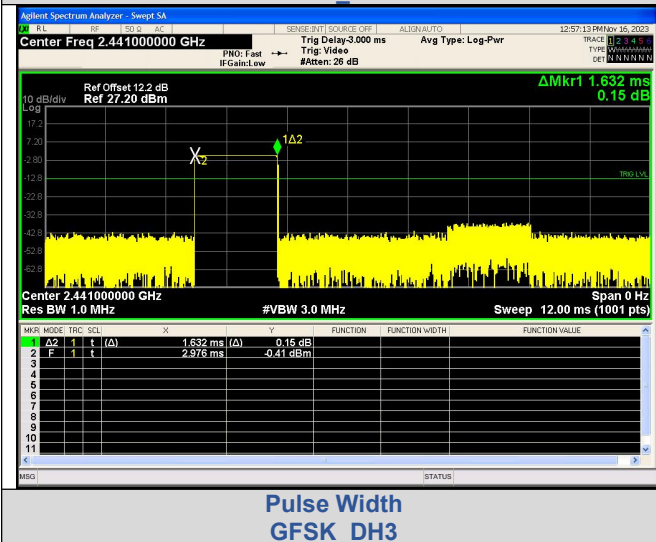 Agilent Spectrum Analyzer - Swept SA
RL RF 50 Ω AC SENSE:INT SOURCE OFF ALIGN AUTO 12:57:13 PM Nov 16, 2023
Center Freq 2.441000000 GHz
PNO: Fast
IFGain:Low
Trig Delay-3.000 ms
Trig: Video
#Atten: 26 dB
Avg Type: Log-Pwr
TRACE 1 2 3 4 5 6
TYPE
DET N N N N N N
ΔMkr1 1.632 ms
0.15 dB
Ref Offset 12.2 dB
10 dB/div Ref 27.20 dBm
Log
17.2
7.20
1Δ2
X2
-2.80
TRIG LVL
-12.8
-22.8
-32.8
-42.8
-52.8
-62.8
Center 2.441000000 GHz Span 0 Hz
Res BW 1.0 MHz #VBW 3.0 MHz Sweep 12.00 ms (1001 pts)
MKR MODE TRC SCL X Y FUNCTION FUNCTION WIDTH FUNCTION VALUE
1 Δ2 1 t (Δ) 1.632 ms (Δ) 0.15 dB
2 F 1 t 2.976 ms -0.41 dBm
3
4
5
6
7
8
9
10
11
MSG STATUS
Pulse Width
GFSK DH3